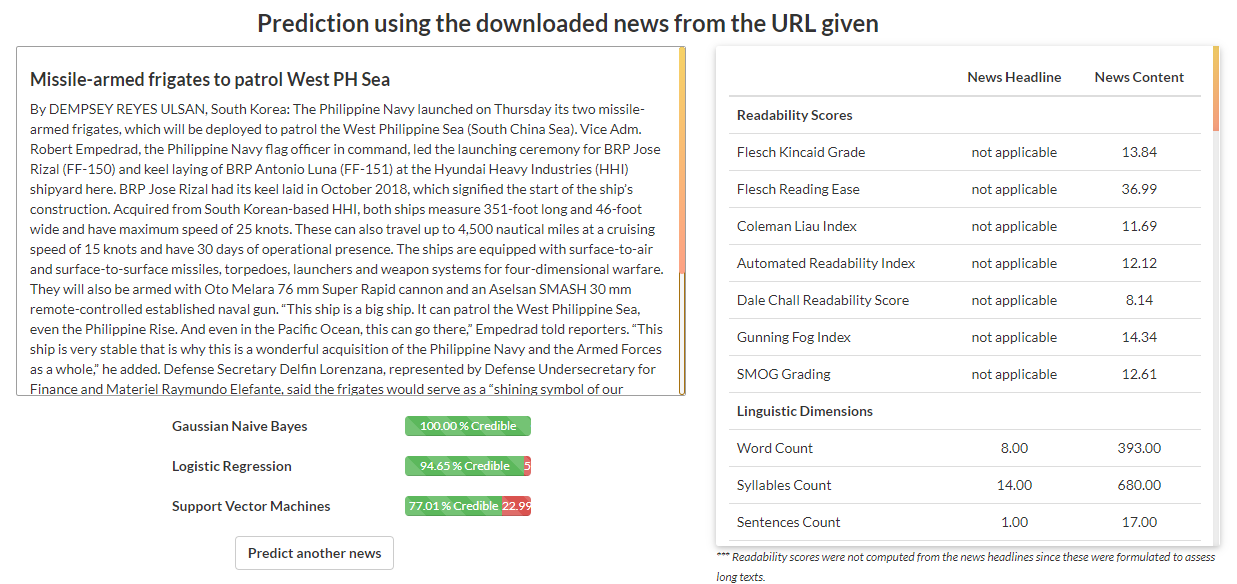 Prediction using the downloaded news from the URL given
Missile-armed frigates to patrol West PH Sea
By DEMPSEY REYES ULSAN, South Korea: The Philippine Navy launched on Thursday its two missile-
armed frigates, which will be deployed to patrol the West Philippine Sea (South China Sea). Vice Adm.
Robert Empedrad, the Philippine Navy flag officer in command, led the launching ceremony for BRP Jose
Rizal (FF-150) and keel laying of BRP Antonio Luna (FF-151) at the Hyundai Heavy Industries (HHI)
shipyard here. BRP Jose Rizal had its keel laid in October 2018, which signified the start of the ship's
construction. Acquired from South Korean-based HHI, both ships measure 351-foot long and 46-foot
wide and have maximum speed of 25 knots. These can also travel up to 4,500 nautical miles at a cruising
speed of 15 knots and have 30 days of operational presence. The ships are equipped with surface-to-air
and surface-to-surface missiles, torpedoes, launchers and weapon systems for four-dimensional warfare.
They will also be armed with Oto Melara 76 mm Super Rapid cannon and an Aselsan SMASH 30 mm
remote-controlled established naval gun. “This ship is a big ship. It can patrol the West Philippine Sea,
even the Philippine Rise. And even in the Pacific Ocean, this can go there,” Empedrad told reporters. “This
ship is very stable that is why this is a wonderful acquisition of the Philippine Navy and the Armed Forces
as a whole,” he added. Defense Secretary Delfin Lorenzana, represented by Defense Undersecretary for
Finance and Materiel Raymundo Elefante, said the frigates would serve as a “shining symbol of our
Gaussian Naive Bayes 100.00 % Credible
Logistic Regression 94.65 % Credible 5
Support Vector Machines 77.01 % Credible 22.99
Predict another news
News Headline News Content
Readability Scores
Flesch Kincaid Grade not applicable 13.84
Flesch Reading Ease not applicable 36.99
Coleman Liau Index not applicable 11.69
Automated Readability Index not applicable 12.12
Dale Chall Readability Score not applicable 8.14
Gunning Fog Index not applicable 14.34
SMOG Grading not applicable 12.61
Linguistic Dimensions
Word Count 8.00 393.00
Syllables Count 14.00 680.00
Sentences Count 1.00 17.00
*** Readability scores were not computed from the news headlines since these were formulated to assess
long texts.